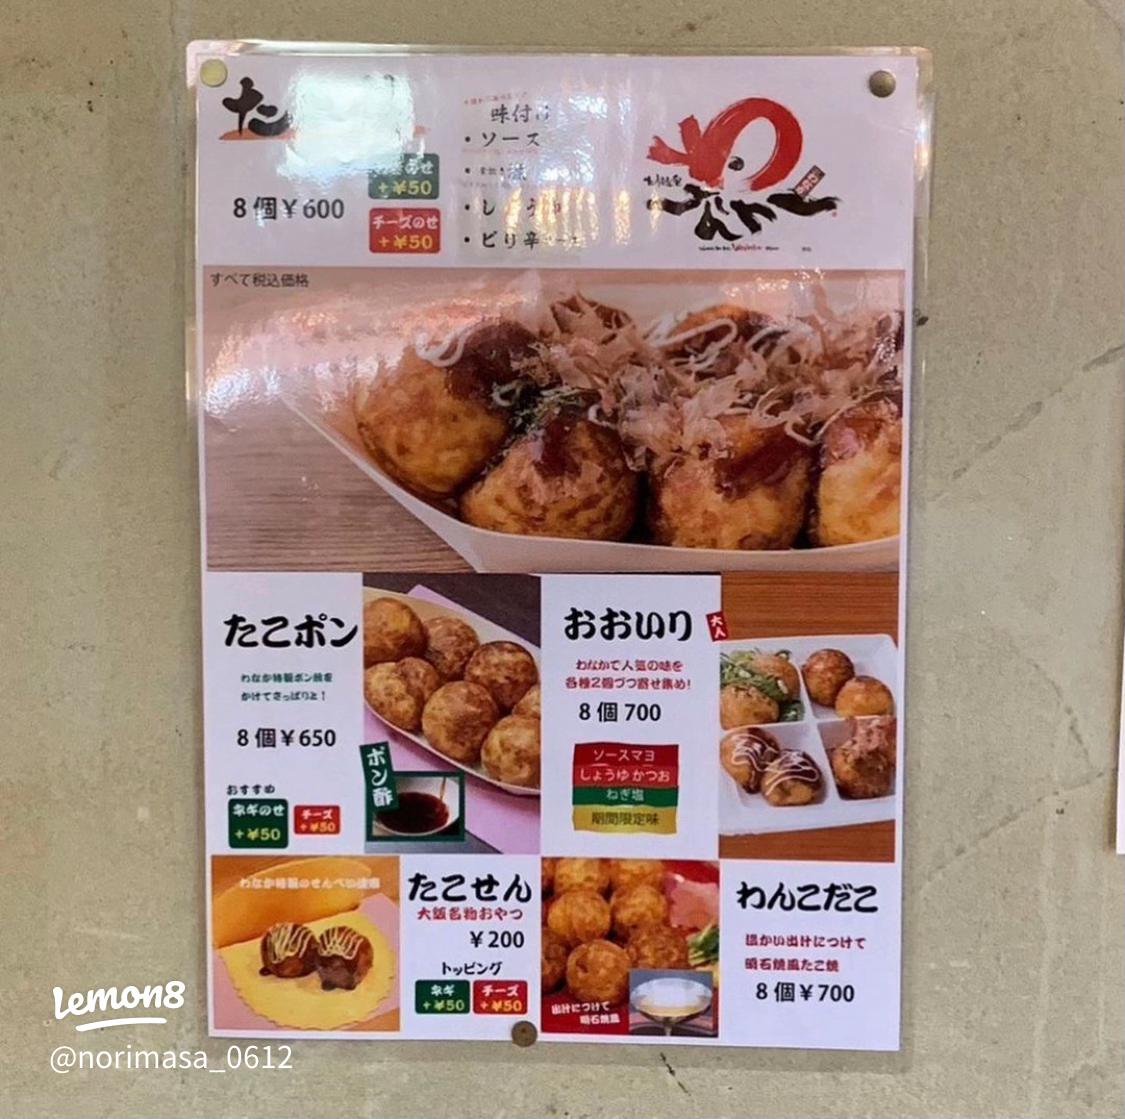 た
8個￥600
のせ
+￥50
チーズのせ
+￥50
味付け
・ソース
・しょうゆ
・ピリ辛ソース
わなか
すべて税込価格
たこポン
わなか特製ポン酢を
かけてさっぱりと！
8個￥650
おすすめ
ネギのせ
+￥50
チーズ
+￥50
ポン酢
おおいり
大人
わなかで人気の味を
各種2個づつ寄せ集め!
8個700
ソースマヨ
しょうゆかつお
ねぎ塩
期間限定味
わなか特製のせんべい使用
たこせん
大阪名物おやつ
￥200
トッピング
ネギ
+￥50
チーズ
+￥50
出汁につけて
明石焼風
わんこだこ
温かい出汁につけて
明石焼風たこ焼
8個￥700
Lemon8
@norimasa_0612